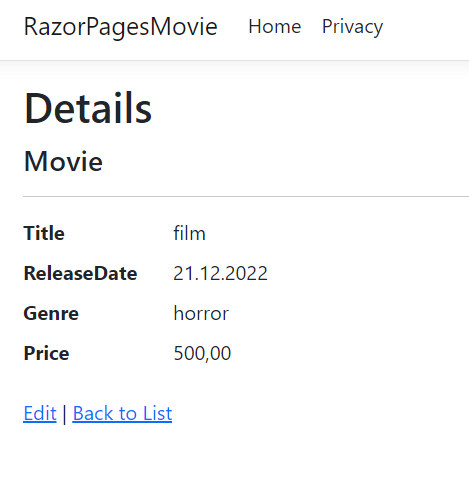 RazorPagesMovie Home Privacy
Details
Movie
Title film
ReleaseDate 21.12.2022
Genre horror
Price 500,00
Edit | Back to List